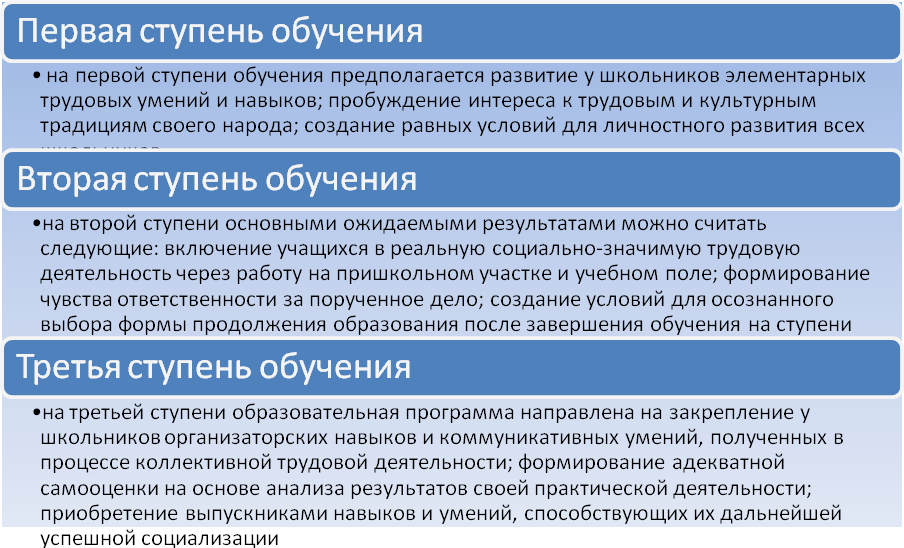 Первая ступень обучения
• на первой ступени обучения предполагается развитие у школьников элементарных
трудовых умений и навыков; пробуждение интереса к трудовым и культурным
традициям своего народа; создание равных условий для личностного развития всех
Вторая ступень обучения
•на второй ступени основными ожидаемыми результатами можно считать
следующие: включение учащихся в реальную социально-значимую трудовую
деятельность через работу на пришкольном участке и учебном поле; формирование
чувства ответственности за порученное дело; создание условий для осознанного
выбора формы продолжения образования после завершения обучения на ступени
Третья ступень обучения
•на третьей ступени образовательная программа направлена на закрепление у
школьников организаторских навыков и коммуникативных умений, полученных в
процессе коллективной трудовой деятельности; формирование адекватной
самооценки на основе анализа результатов своей практической деятельности;
приобретение выпускниками навыков и умений, способствующих их дальнейшей
успешной социализации